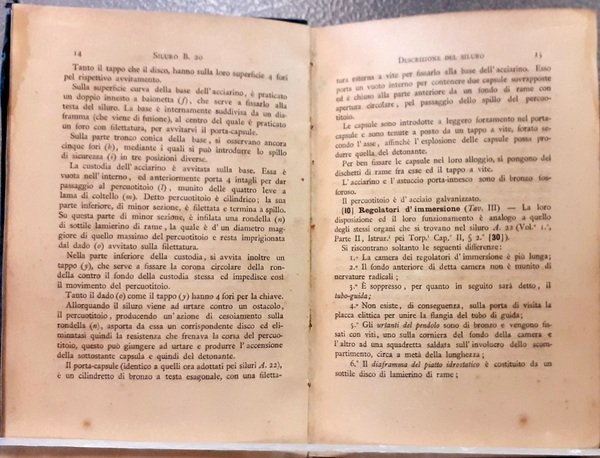 14
SILURO B. 20
Tanto il tappo che il disco, hanno sulla loro superficie 4 fori
pel rispettivo avvitamento.
Sulla superficie curva della base dell'acciarino, è praticato
un doppio innesto a baionetta (f), che serve a fissarlo alla
testa del siluro. La base è internamente suddivisa da un dia-
framma (che viene di fusione), al centro del quale è praticato
un foro con filettatura, per avvitarvi il porta-capsule.
Sulla parte tronco conica della base, si osservano ancora
cinque fori (h), mediante i quali si può introdurre lo spillo
di sicurezza (i) in tre posizioni diverse.
La custodia dell'acciarino è avvitata sulla base. Essa è
vuota nell'interno, ed anteriormente porta 4 intagli per dar
passaggio al percuotitoio (l), munito delle quattro leve a
lama di coltello (m). Detto percuotitoio è cilindrico; la sua
parte inferiore, di minor sezione, è filettata e termina a spillo.
Su questa parte di minor sezione, è infilata una rondella (n)
di sottile lamierino di rame, la quale è d'un diametro mag-
giore di quello massimo del percuotitoio e resta imprigionata
dal dado (o) avvitato sulla filettatura.
Nella parte inferiore della custodia, si avvita inoltre un
tappo (y), che serve a fissare la corona circolare della ron-
della contro il fondo della custodia stessa ed impedisce così
il movimento del percuotitoio.
Tanto il dado (o) come il tappo (y) hanno 4 fori per la chiave.
Allorquando il siluro viene ad urtare contro un ostacolo,
il percuotitoio, producendo un'azione di cesoiamento sulla
rondella (n), asporta da essa un corrispondente disco ed eli-
minatasi quindi la resistenza che frenava la corsa del percuo-
titoio, questo può giungere ad urtare e produrre l'accensione
della sottostante capsula e quindi del detonante.
Il porta-capsule (identico a quelli ora adottati pei siluri A. 22),
è un cilindretto di bronzo a testa esagonale, con una filetta-
DESCRIZIONE DEL SILURO
15
tura esterna a vite per fissarlo alla base dell'acciarino. Esso
porta un vuoto interno per contenere due capsule sovrapposte
ed è chiuso alla parte anteriore da un fondo di rame con
apertura circolare, pel passaggio dello spillo del percuo-
titoio.
Le capsule sono introdotte a leggero fortamento nel porta-
capsule e sono tenute a posto da un tappo a vite, forato se-
condo l'asse, affinchè l'esplosione delle capsule possa pro-
durre quella del detonante.
Per ben fissare le capsule nel loro alloggio, si pongono dei
dischetti di rame fra esse ed il tappo a vite.
L'acciarino e l'astuccio porta-innesco sono di bronzo fo-
sforoso.
Il percuotitoio è d'acciaio galvanizzato.
[10] Regolatori d'immersione (Tav. III) — La loro
disposizione ed il loro funzionamento è analogo a quello
degli stessi organi che si trovano nel siluro A. 22 (Vol.° 1.°,
Parte II, Istruz.i pei Torp.i Cap.° II, § 2.° [30]).
Si riscontrano soltanto le seguenti differenze:
1.a La camera dei regolatori d'immersione è più lunga;
2.a Il fondo anteriore di detta camera non è munito di
nervature radicali;
3.a È soppresso, per quanto in seguito sarà detto, il
tubo-guida;
4.a Non esiste, di conseguenza, sulla porta di visita la
placca elittica per unire la flangia del tubo di guida;
5.a Gli urtanti del pendolo sono di bronzo e vengono fis-
sati con viti, uno sulla corniera del fondo della camera e
l'altro ad una squadretta saldata sull'involucro dello scom-
partimento, circa a metà della lunghezza;
6.a Il diaframma del piatto idrostatico è costituito da un
sottile disco di lamierino di rame;